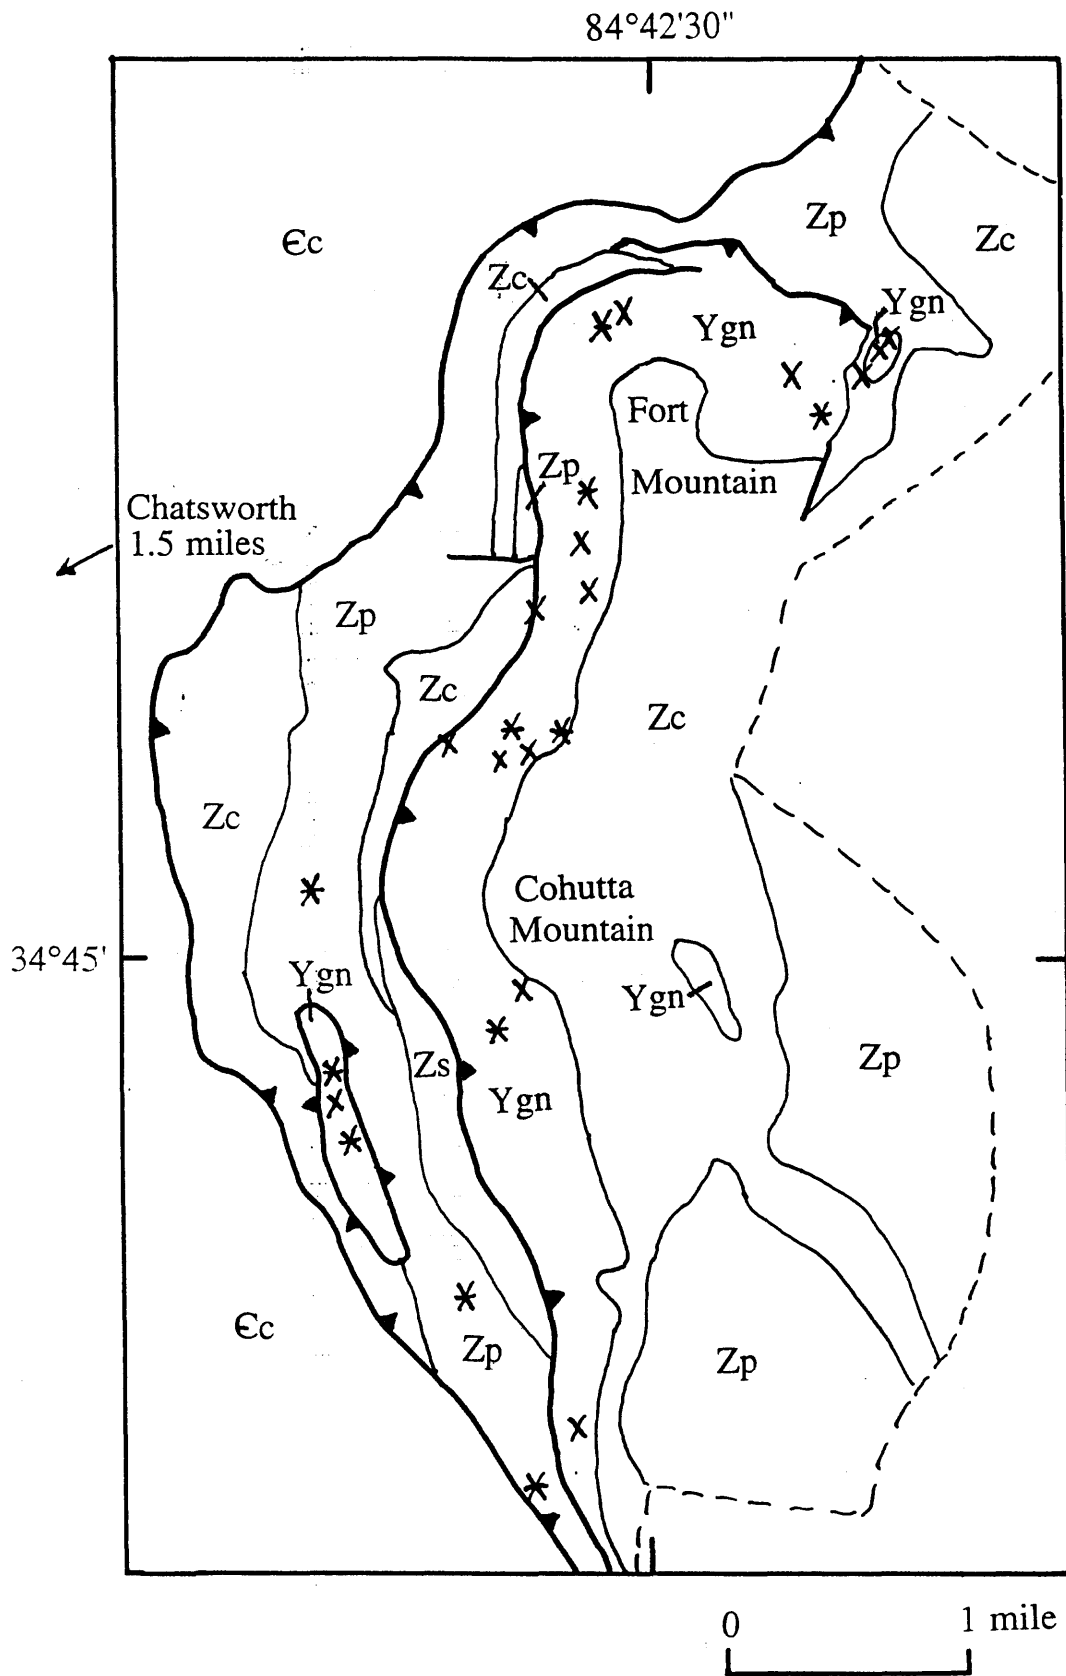 84°42'30"
Zp
Zc
Єc
Zc
Ygn
Ygn
Fort
Mountain
Zp
Chatsworth
1.5 miles
Zp
Zc
Zc
Zc
Cohutta
Mountain
34°45'
Ygn
Ygn
Zs
Zp
Ygn
Єc
Zp
Zp
0 1 mile